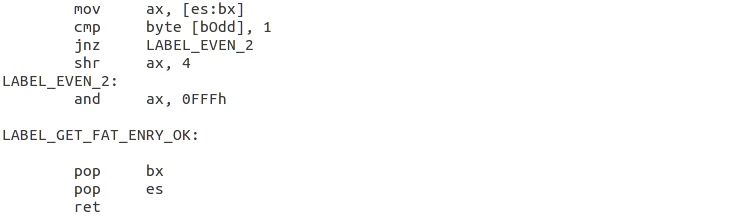 mov ax, [es:bx]
cmp byte [bOdd], 1
jnz LABEL_EVEN_2
shr ax, 4
LABEL_EVEN_2:
and ax, 0FFFh
LABEL_GET_FAT_ENRY_OK:
pop bx
pop es
ret